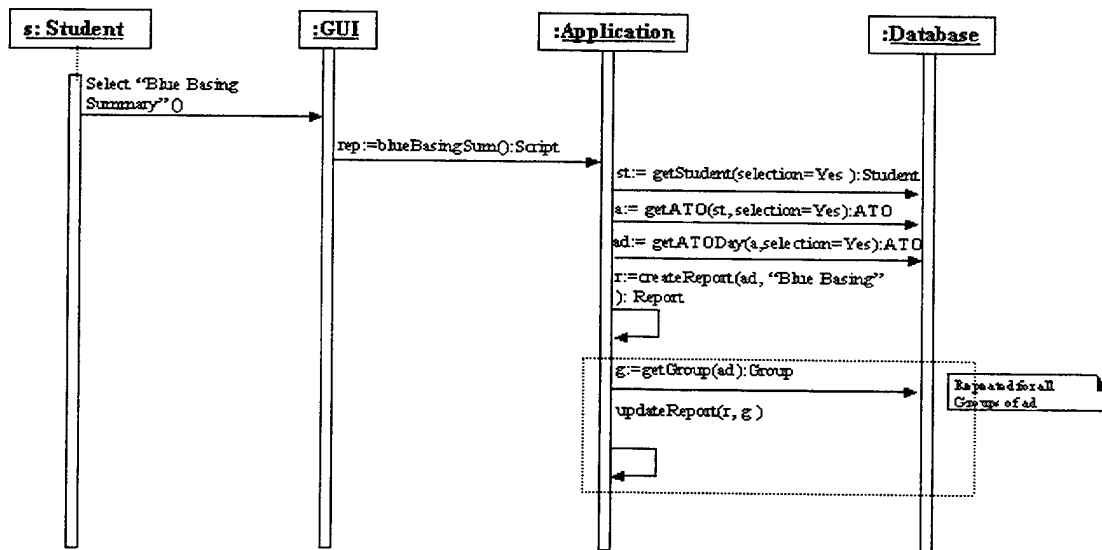 s: Student
:GUI
:Application
:Database
Select “Blue Basing
Summary”()
rep:=blueBasingSum():Script
st:= getStudent(selection=Yes ):Student
a:= getATO(st,selection=Yes):ATO
ad:= getATODay(a,selection=Yes):ATO
r:=createReport(ad, “Blue Basing”
): Report
g:=getGroup(ad):Group
Repeated for all
Groups of ad
updateReport(r, g )